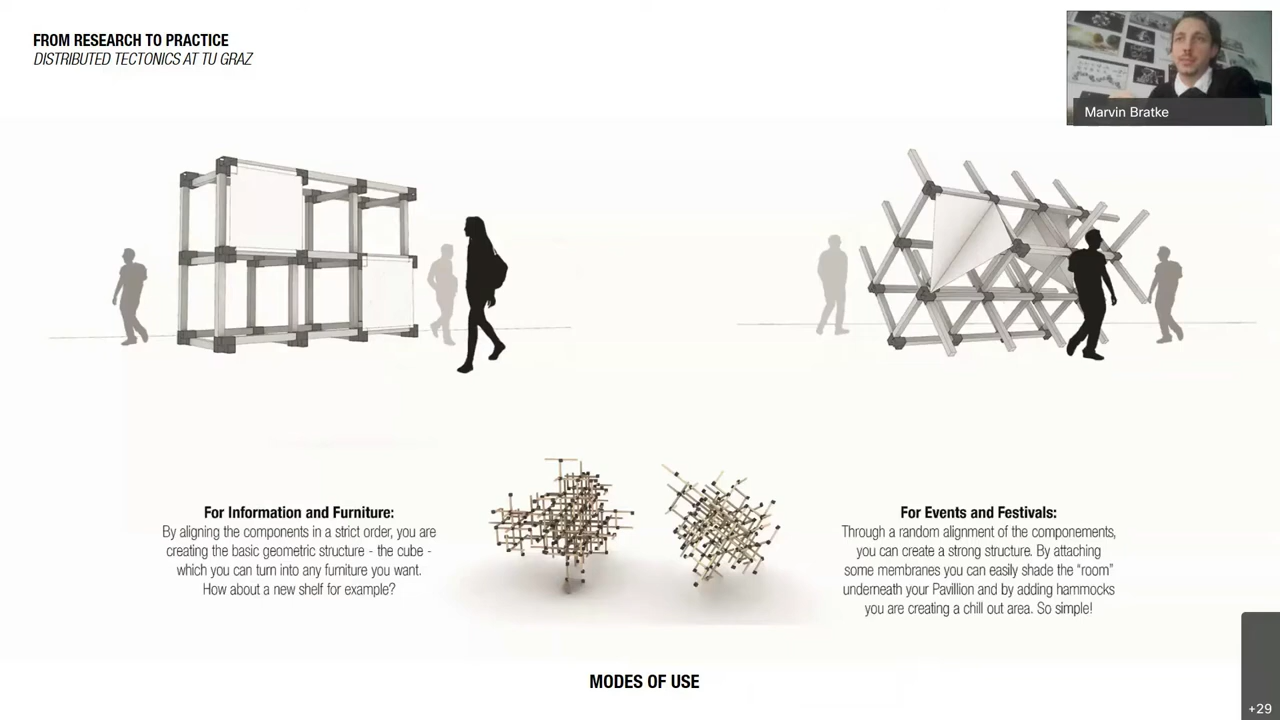 FROM RESEARCH TO PRACTICE
DISTRIBUTED TECTONICS AT TU GRAZ
Marvin Bratke
For Information and Furniture:
By aligning the components in a strict order, you are
creating the basic geometric structure - the cube -
which you can turn into any furniture you want.
How about a new shelf for example?
For Events and Festivals:
Through a random alignment of the componements,
you can create a strong structure. By attaching
some membranes you can easily shade the "room"
underneath your Pavillion and by adding hammocks
you are creating a chill out area. So simple!
MODES OF USE
+29